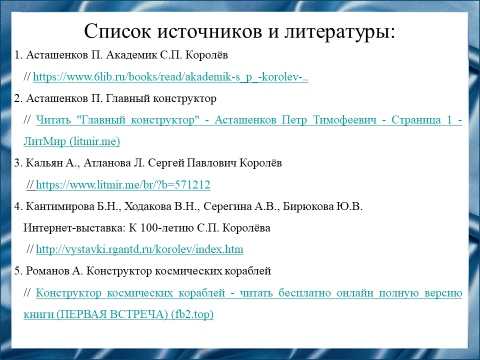 Список источников и литературы:
1. Асташенков П. Академик С.П. Королёв
// https://www.6lib.ru/books/read/akademik-s_p_-korolev-..
2. Асташенков П. Главный конструктор
// Читать "Главный конструктор" - Асташенков Петр Тимофеевич - Страница 1 -
ЛитМир (litmir.me)
3. Кальян А., Атланова Л. Сергей Павлович Королёв
// https://www.litmir.me/br/?b=571212
4. Кантимирова Б.Н., Ходакова В.Н., Серегина А.В., Бирюкова Ю.В.
Интернет-выставка: К 100-летию С.П. Королёва
// http://vystavki.rgantd.ru/korolev/index.htm
5. Романов А. Конструктор космических кораблей
// Конструктор космических кораблей - читать бесплатно онлайн полную версию
книги (ПЕРВАЯ ВСТРЕЧА) (fb2.top)